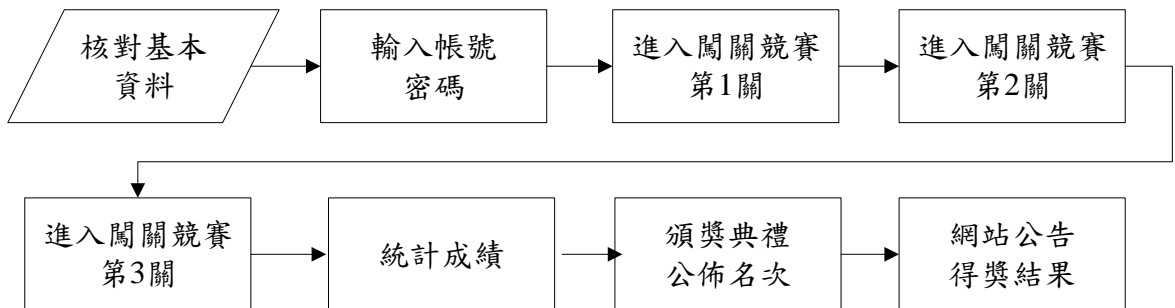 核對基本
資料
輸入帳號
密碼
進入闖關競賽
第1關
進入闖關競賽
第2關
進入闖關競賽
第3關
統計成績
頒獎典禮
公佈名次
網站公告
得獎結果